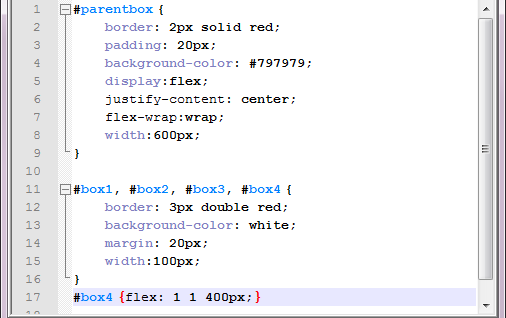 1 #parentbox {
2 border: 2px solid red;
3 padding: 20px;
4 background-color: #797979;
5 display:flex;
6 justify-content: center;
7 flex-wrap:wrap;
8 width:600px;
9 }
10
11 #box1, #box2, #box3, #box4 {
12 border: 3px double red;
13 background-color: white;
14 margin: 20px;
15 width:100px;
16 }
17 #box4 {flex: 1 1 400px;}